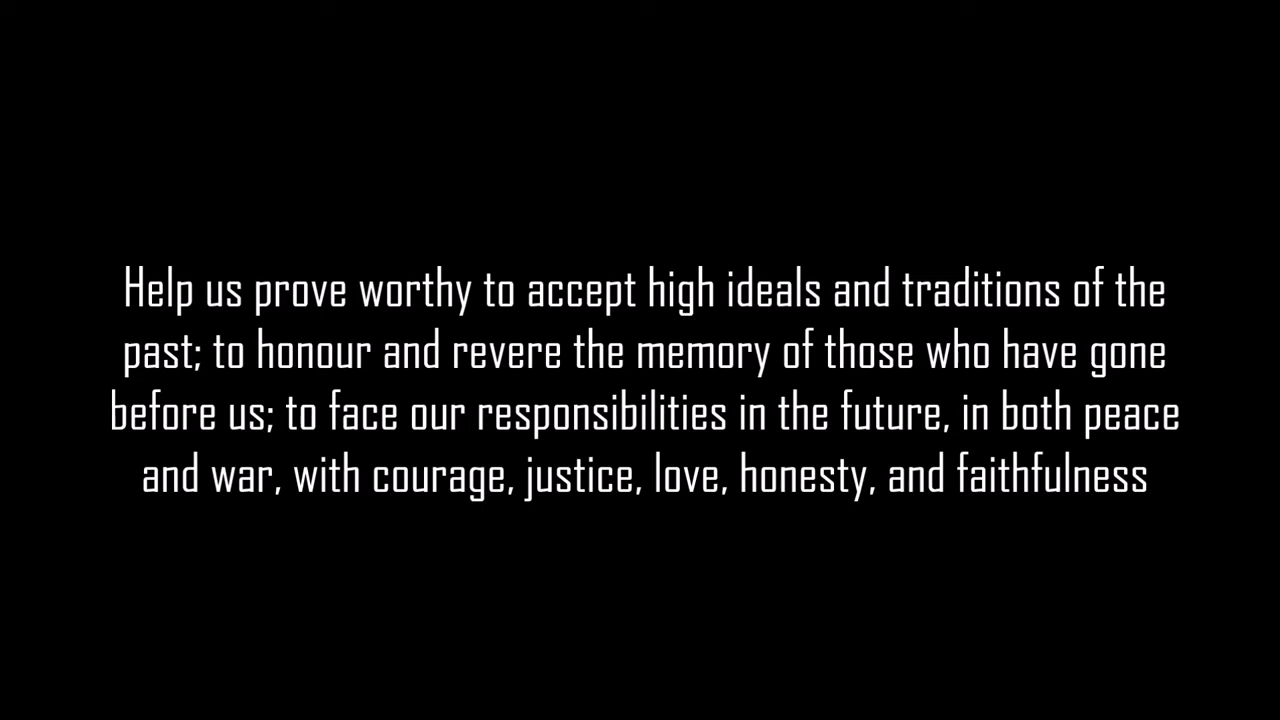 Help us prove worthy to accept high ideals and traditions of the
past; to honour and revere the memory of those who have gone
before us; to face our responsibilities in the future, in both peace
and war, with courage, justice, love, honesty, and faithfulness